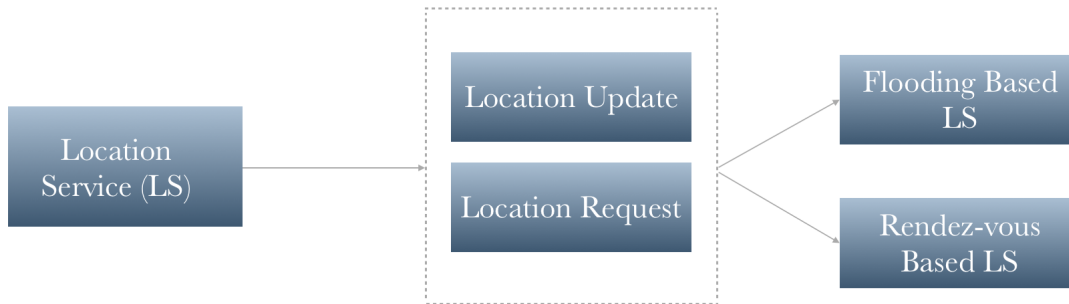 Location
Service (LS)
Location Update
Location Request
Flooding Based
LS
Rendez-vous
Based LS